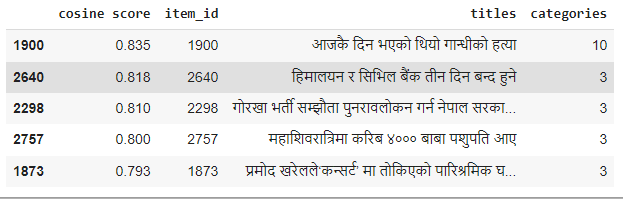 cosine score item_id titles categories
1900 0.835 1900 आजकै दिन भएको थियो गान्धीको हत्या 10
2640 0.818 2640 हिमालयन र सिभिल बैंक तीन दिन बन्द हुने 3
2298 0.810 2298 गोरखा भर्ती सम्झौता पुनरावलोकन गर्न नेपाल सरका... 3
2757 0.800 2757 महाशिवरात्रिमा करिब ४००० बाबा पशुपति आए 3
1873 0.793 1873 प्रमोद खरेलले'कन्सर्ट’ मा तोकिएको पारिश्रमिक घ... 3